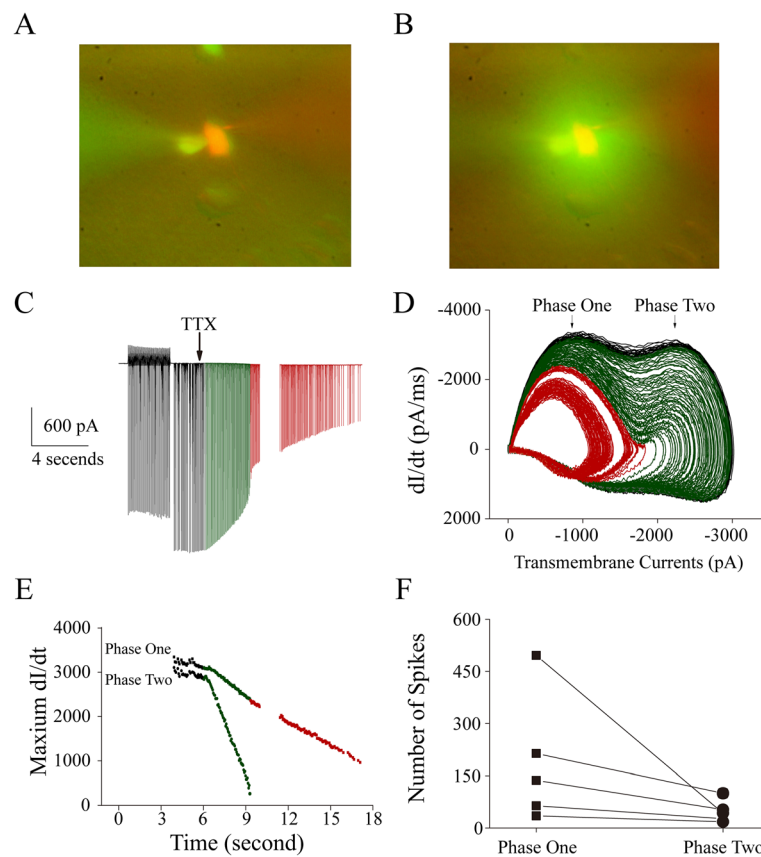 A
B
C
TTX
600 pA
4 secends
D
Phase One Phase Two
-4000
-2000
0
2000
dI/dt (pA/ms)
0 -1000 -2000 -3000
Transmembrane Currents (pA)
E
4000
3000
2000
1000
0
Phase One
Phase Two
Maxium dI/dt
0 3 6 9 12 15 18
Time (second)
F
600
450
300
150
0
Number of Spikes
Phase One Phase Two